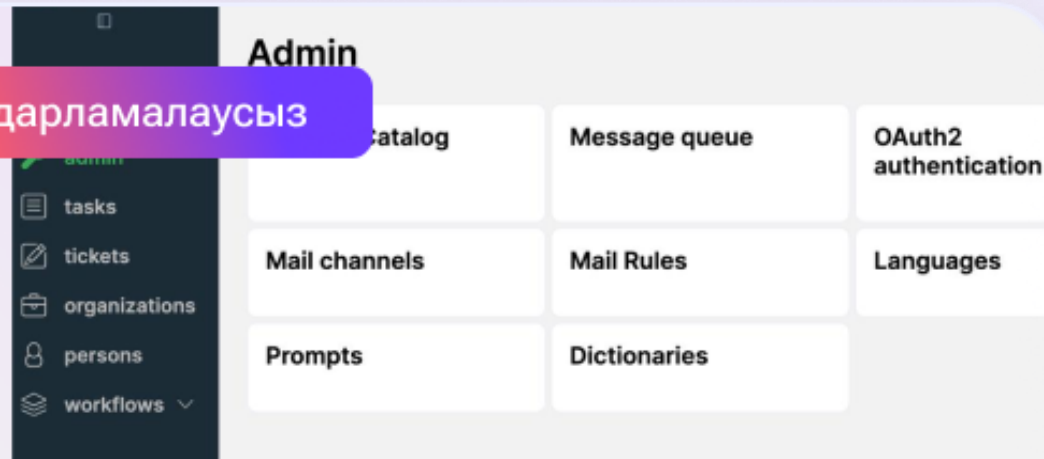 Admin
дарламалаусыз
Catalog
Message queue
OAuth2
authentication
admin
tasks
tickets
organizations
persons
workflows
Mail channels
Mail Rules
Languages
Prompts
Dictionaries